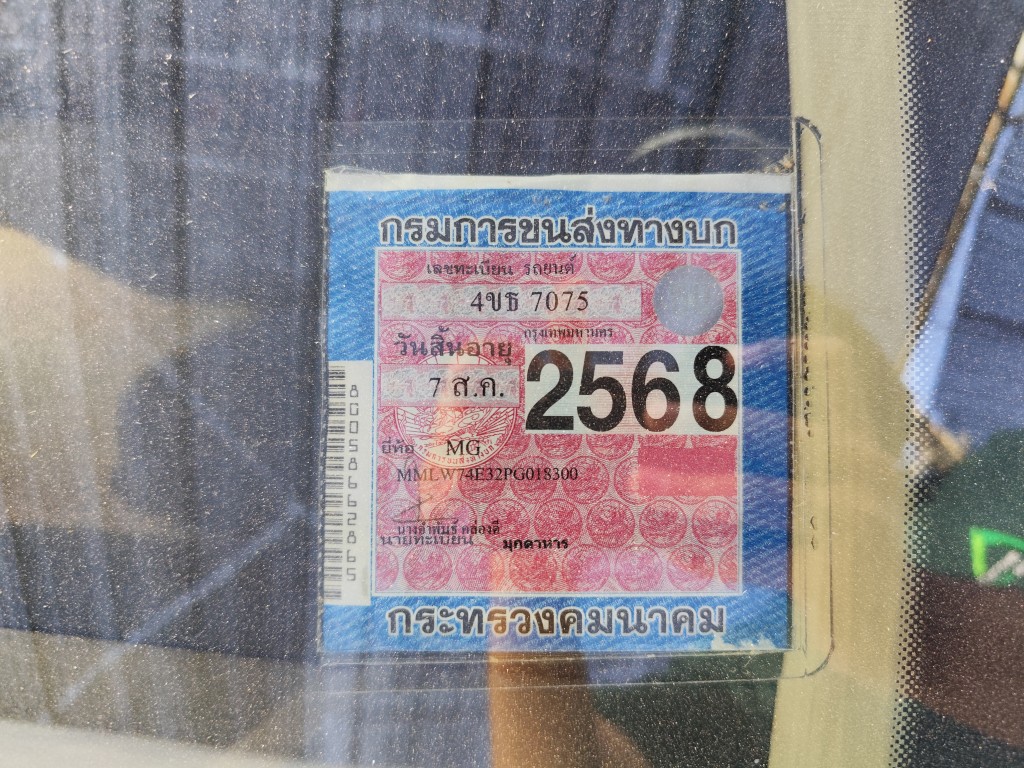 กรมการขนส่งทางบก
เลขทะเบียน รถยนต์
4ขธ 7075
กรุงเทพมหานคร
วันสิ้นอายุ
7 ส.ค. 2568
ยี่ห้อ MG
MMLW74E32PG018300
นายทะเบียน มุกดาหาร
กระทรวงคมนาคม
80058662865